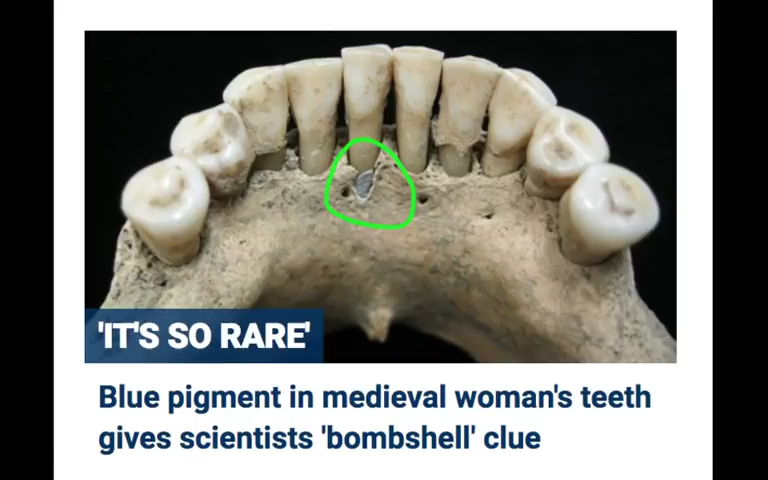 'IT'S SO RARE'
Blue pigment in medieval woman's teeth
gives scientists 'bombshell' clue